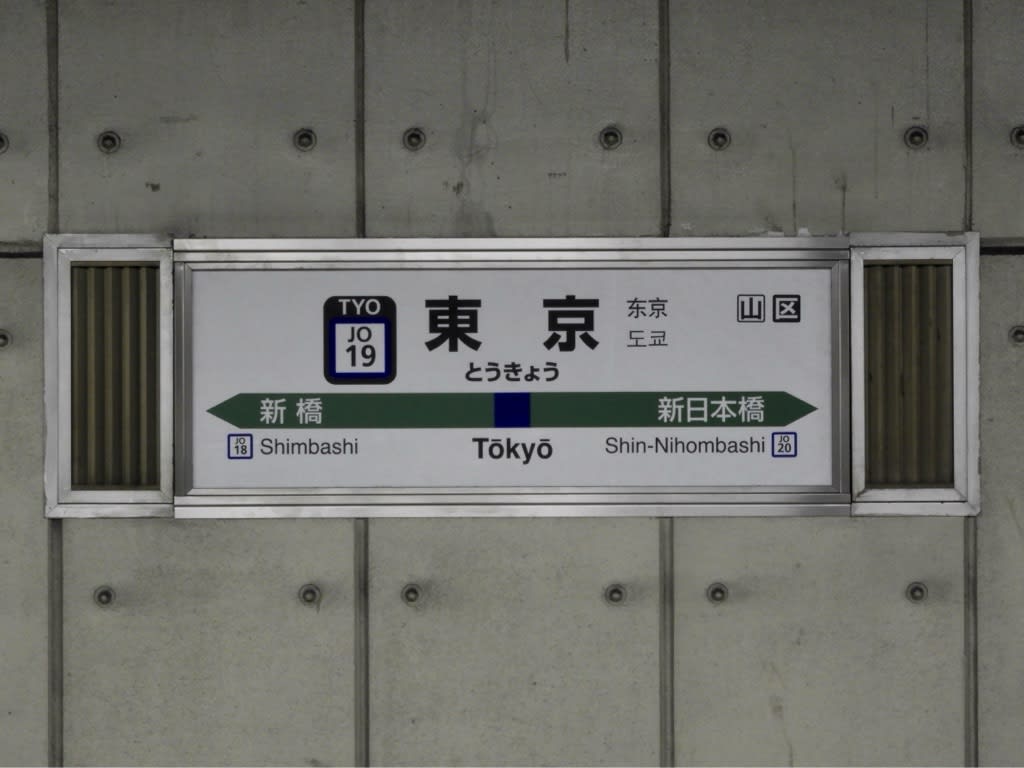 TYO
JO
19
東京
とうきょう
东京
도쿄
山 区
新橋
新日本橋
JO
18
Shimbashi
Tōkyō
Shin-Nihombashi
JO
20